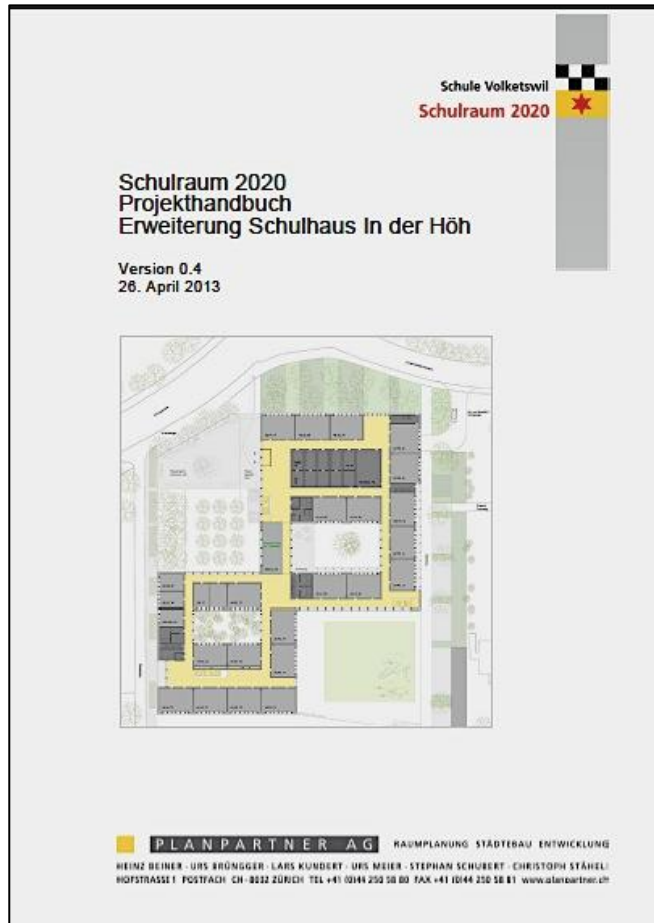 Schule Volketswil
Schulraum 2020
Schulraum 2020
Projekthandbuch
Erweiterung Schulhaus In der Höh
Version 0.4
26. April 2013
PLANPARTNER AG RAUMPLANUNG STÄDTEBAU ENTWICKLUNG
HEINZ BEINER · URS BRÜNGGER · LARS KUNDERT · URS MEIER · STEPHAN SCHUBERT · CHRISTOPH STÄHELI
HOFSTRASSE 1 POSTFACH CH-8032 ZÜRICH TEL +41 (0)44 250 58 80 FAX +41 (0)44 250 58 81 www.planpartner.ch